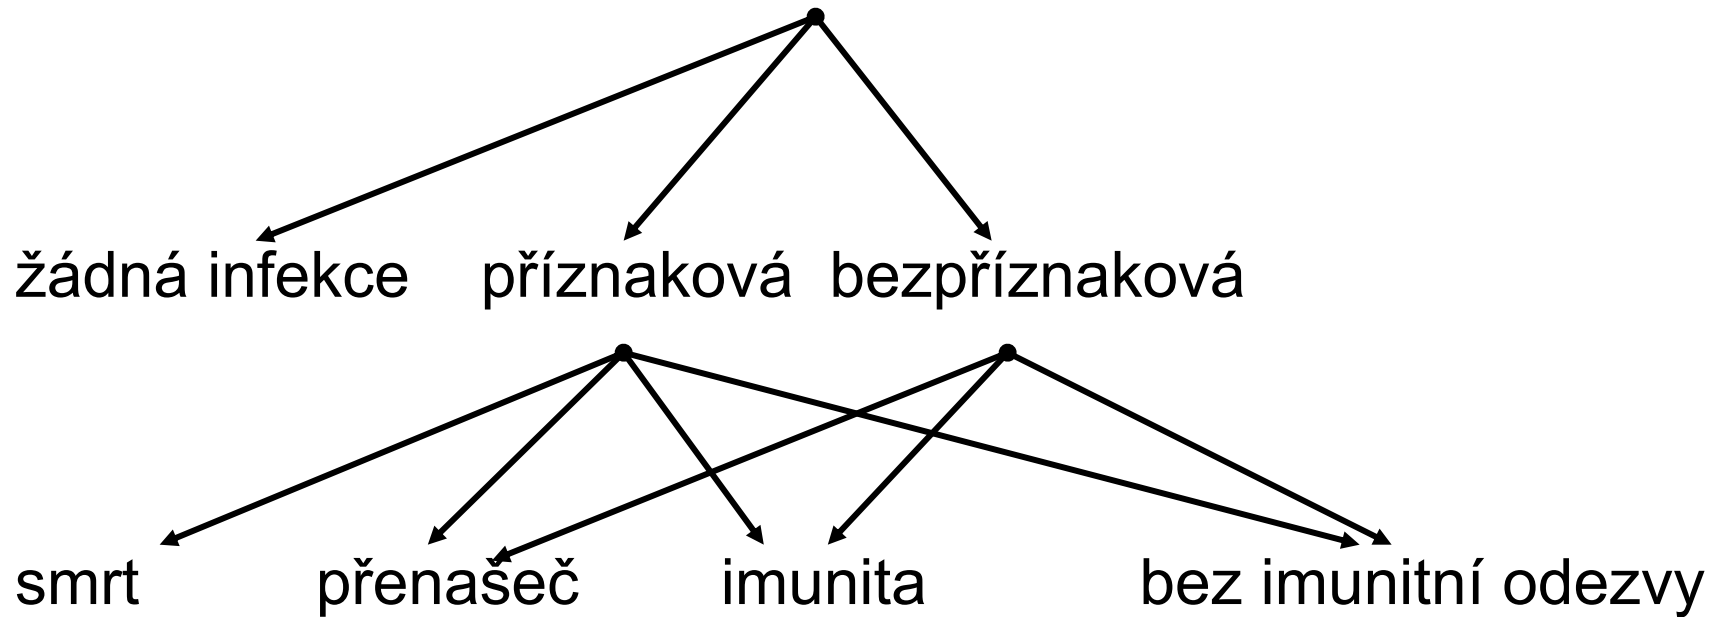 žádná infekce příznaková bezpříznaková
smrt přenašeč imunita bez imunitní odezvy